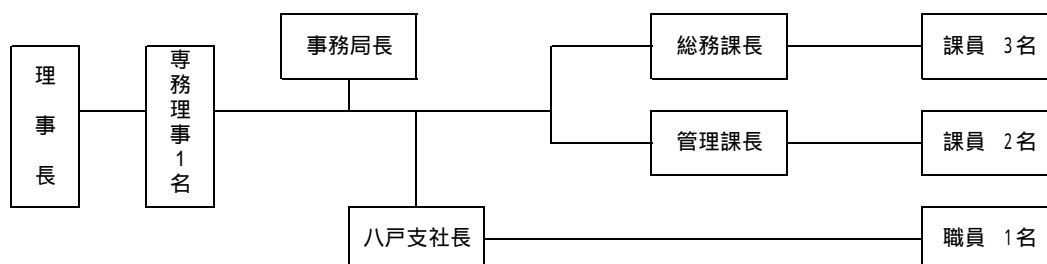 理事長
専務理事1名
事務局長
総務課長
課員 3名
管理課長
課員 2名
八戸支社長
職員 1名